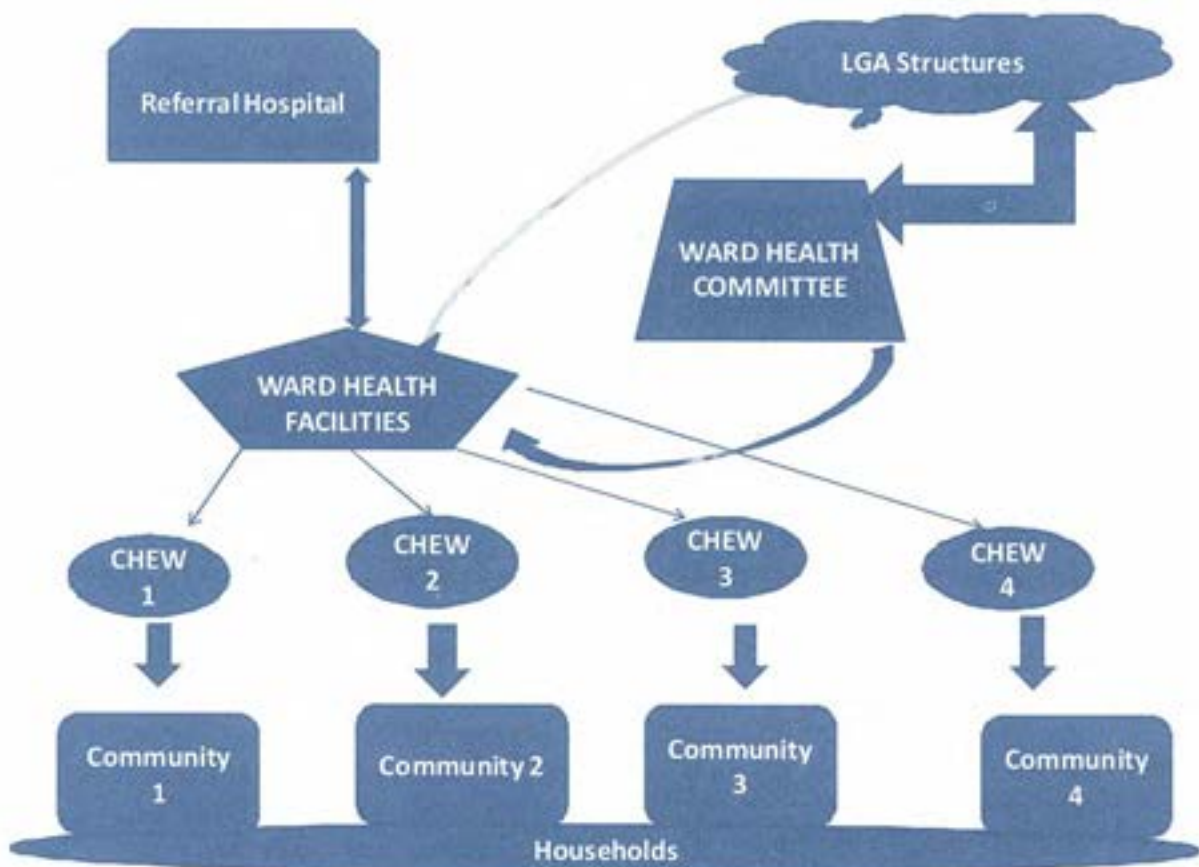 Referral Hospital
LGA Structures
WARD HEALTH
COMMITTEE
WARD HEALTH
FACILITIES
CHEW
1
CHEW
2
CHEW
3
CHEW
4
Community
1
Community 2
Community
3
Community
4
Households